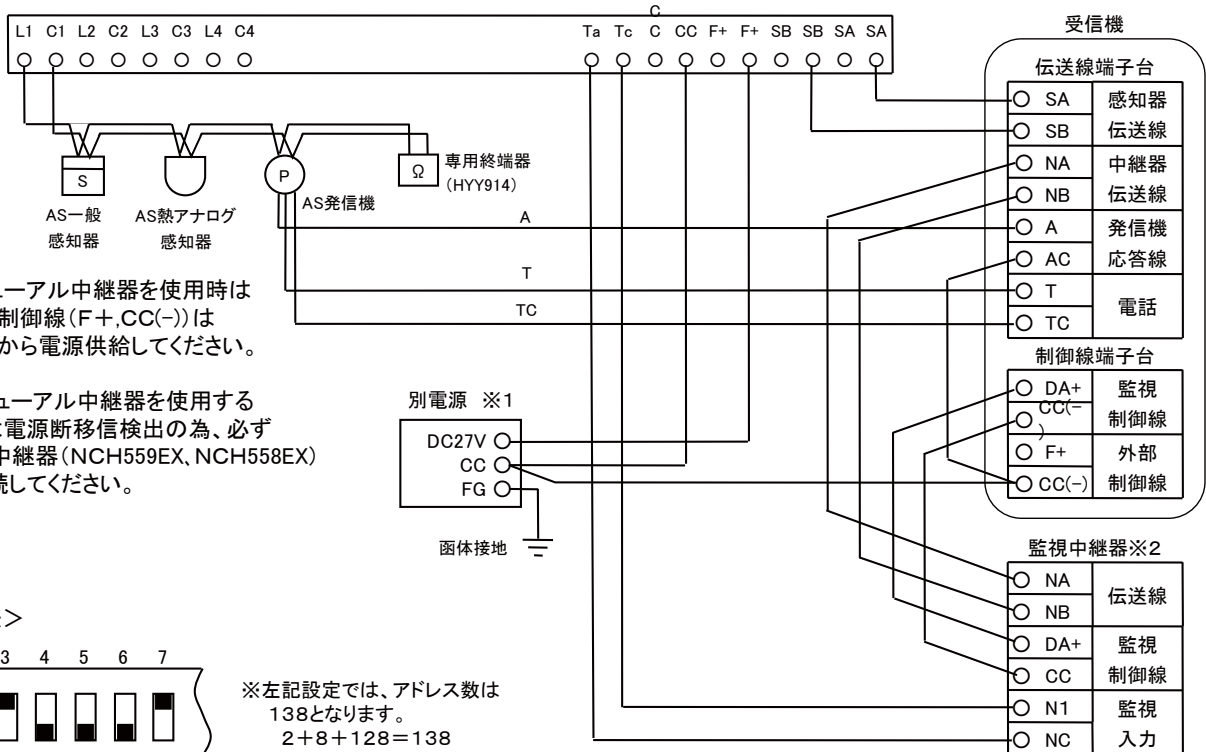 L1 C1 L2 C2 L3 C3 L4 C4
Ta Tc C CC F+ F+ SB SB SA SA
C
受信機
伝送線端子台
SA 感知器
SB 伝送線
NA 中継器
NB 伝送線
A 発信機
AC 応答線
T 電話
TC
制御線端子台
DA+ 監視
CC(-) 制御線
F+ 外部
CC(-) 制御線
S
AS一般
感知器
AS熱アナログ
感知器
P
AS発信機
Ω
専用終端器
(HYY914)
A
T
TC
ューアル中継器を使用時は
制御線(F+,CC(-))は
から電源供給してください。
ューアル中継器を使用する
電源断移信検出の為、必ず
中継器(NCH559EX、NCH558EX)
続してください。
別電源 ※1
DC27V
CC
FG
函体接地
監視中継器※2
NA 伝送線
NB
DA+ 監視
CC 制御線
N1 監視
NC 入力
>
3 4 5 6 7
※左記設定では、アドレス数は
138となります。
2+8+128=138